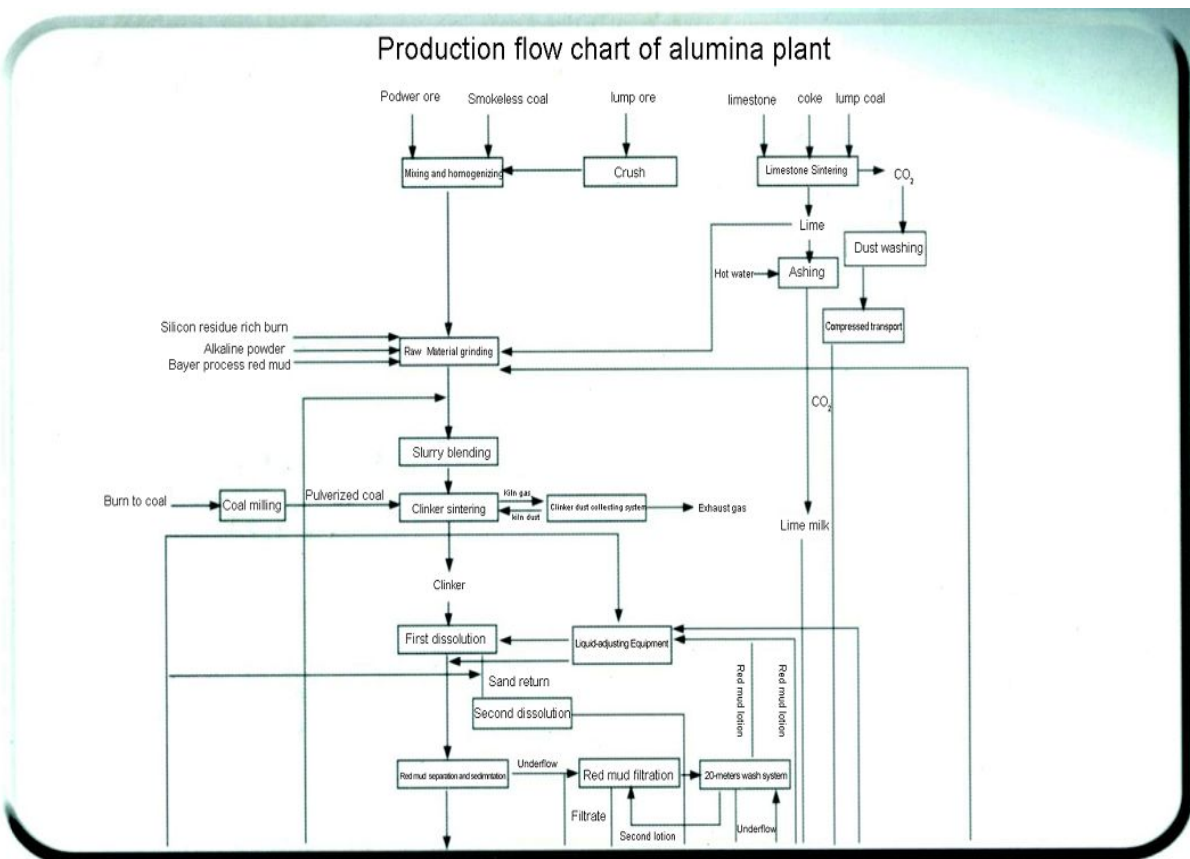 Production flow chart of alumina plant
Podwer ore
Smokeless coal
lump ore
limestone
coke
lump coal
Mixing and homogenizing
Crush
Limestone Sintering
CO2
Lime
Dust washing
Hot water
Ashing
Compressed transport
Silicon residue rich burn
Alkaline powder
Bayer process red mud
Raw Material grinding
CO2
Slurry blending
Burn to coal
Coal milling
Pulverized coal
Clinker sintering
Kiln gas
kiln dust
Clinker dust collecting system
Exhaust gas
Lime milk
Clinker
First dissolution
Liquid-adjusting Equipment
Sand return
Red mud lotion
Red mud lotion
Second dissolution
Red mud separation and sedimntation
Underflow
Red mud filtration
20-meters wash system
Filtrate
Second lotion
Underflow